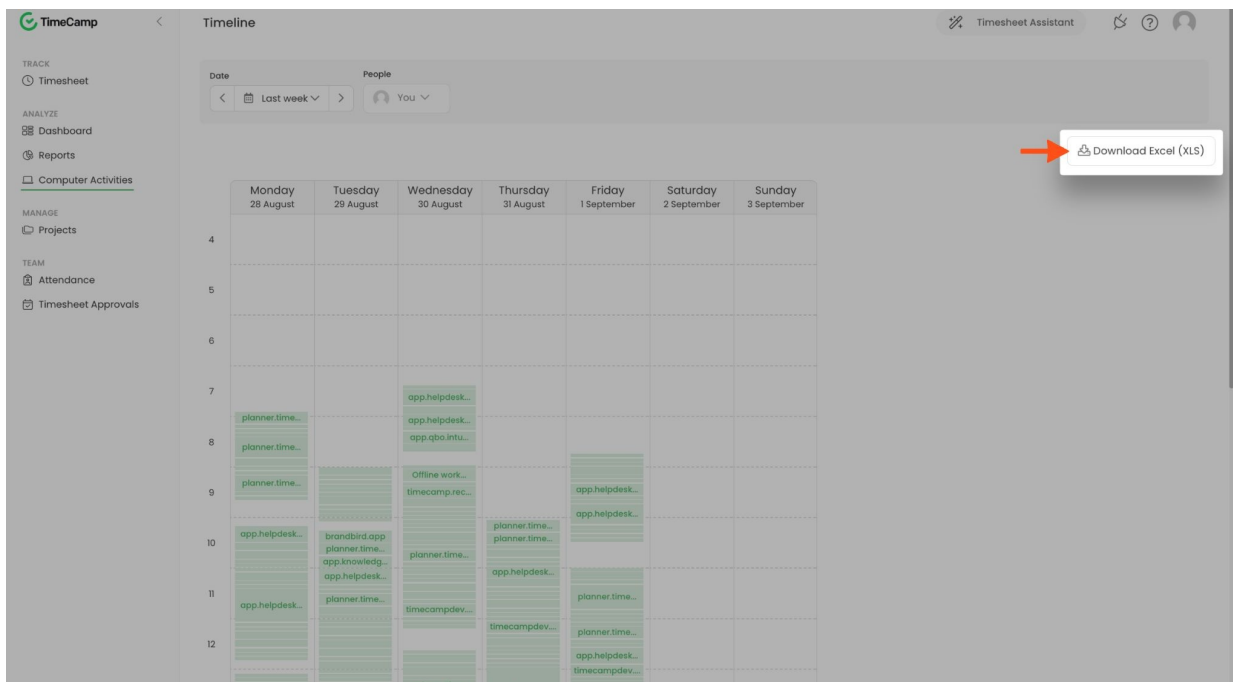 TimeCamp
Timeline
Timesheet Assistant
TRACK
Timesheet
ANALYZE
Dashboard
Reports
Computer Activities
MANAGE
Projects
TEAM
Attendance
Timesheet Approvals
Date
People
Last week
You
Download Excel (XLS)
Monday Tuesday Wednesday Thursday Friday Saturday Sunday
28 August 29 August 30 August 31 August 1 September 2 September 3 September
4
5
6
7
app.helpdesk...
planner.time...
app.helpdesk...
app.qbo.intu...
8
planner.time...
Offline work...
planner.time...
9
timecamp.rec...
app.helpdesk...
app.helpdesk...
planner.time...
app.helpdesk...
brandbird.app
planner.time...
10
planner.time...
planner.time...
app.knowledg...
app.helpdesk...
app.helpdesk...
11
planner.time...
planner.time...
app.helpdesk...
timecampdev....
timecampdev....
planner.time...
12
app.helpdesk...
timecampdev....